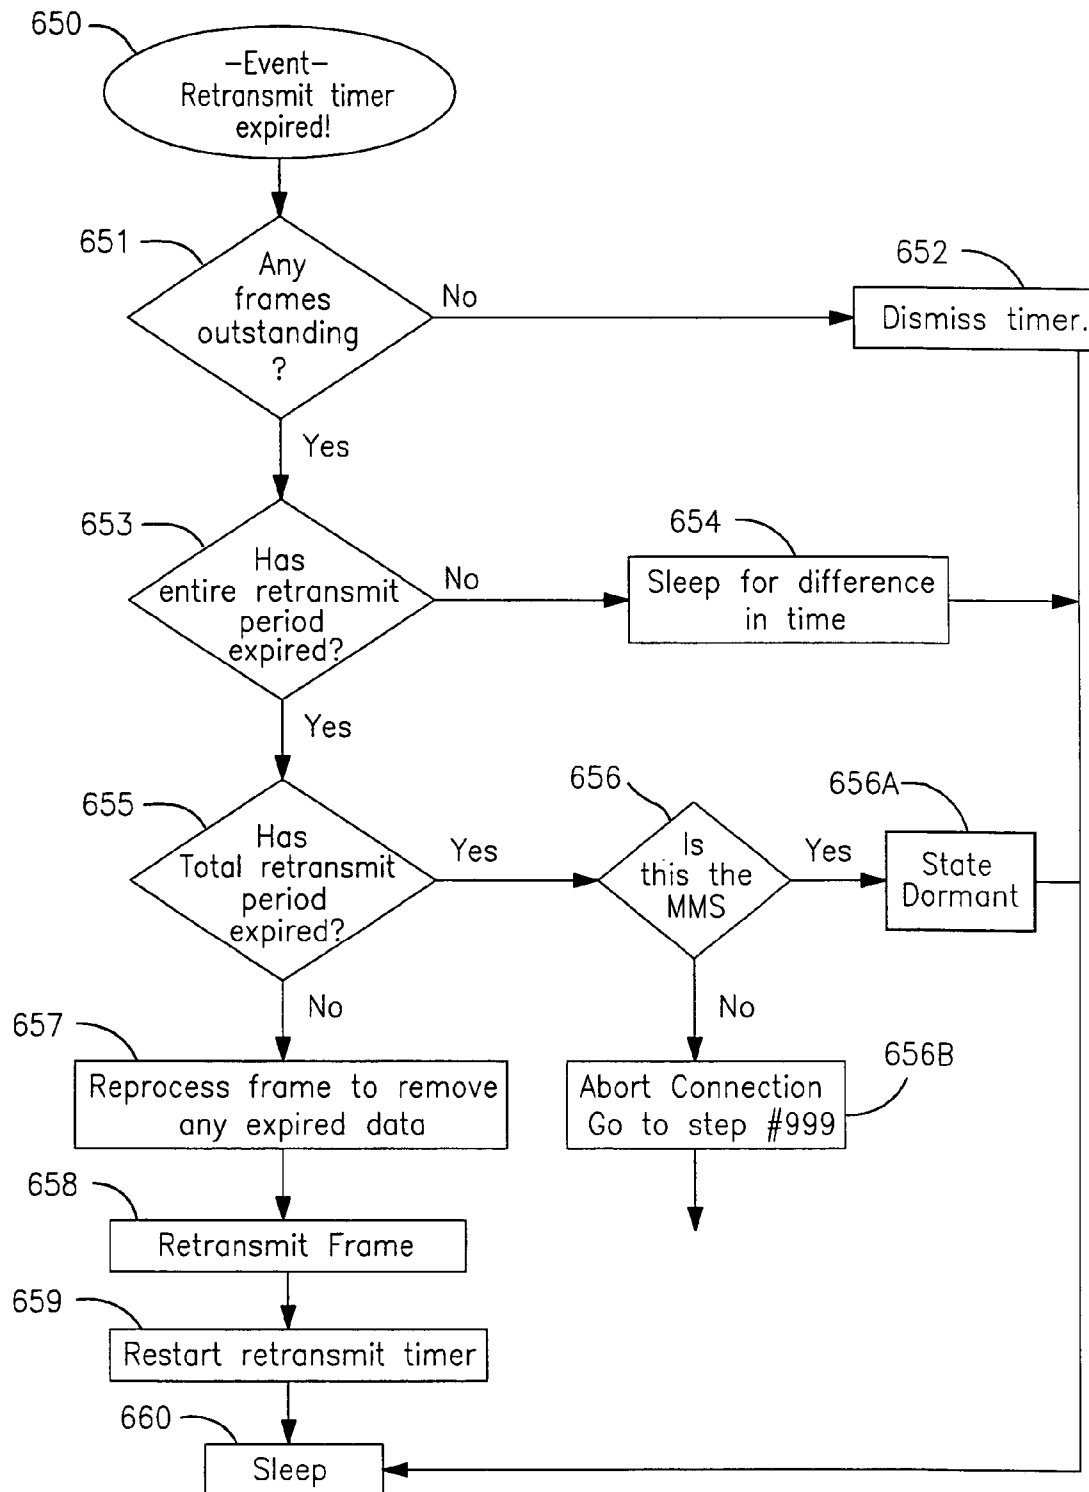 650
-Event-
Retransmit timer
expired!
651
Any
frames
outstanding
?
No
652
Dismiss timer.
Yes
653
Has
entire retransmit
period
expired?
No
654
Sleep for difference
in time
Yes
655
Has
Total retransmit
period
expired?
Yes
656
Is
this the
MMS
Yes
656A
State
Dormant
No
No
657
Reprocess frame to remove
any expired data
656B
Abort Connection
Go to step #999
658
Retransmit Frame
659
Restart retransmit timer
660
Sleep